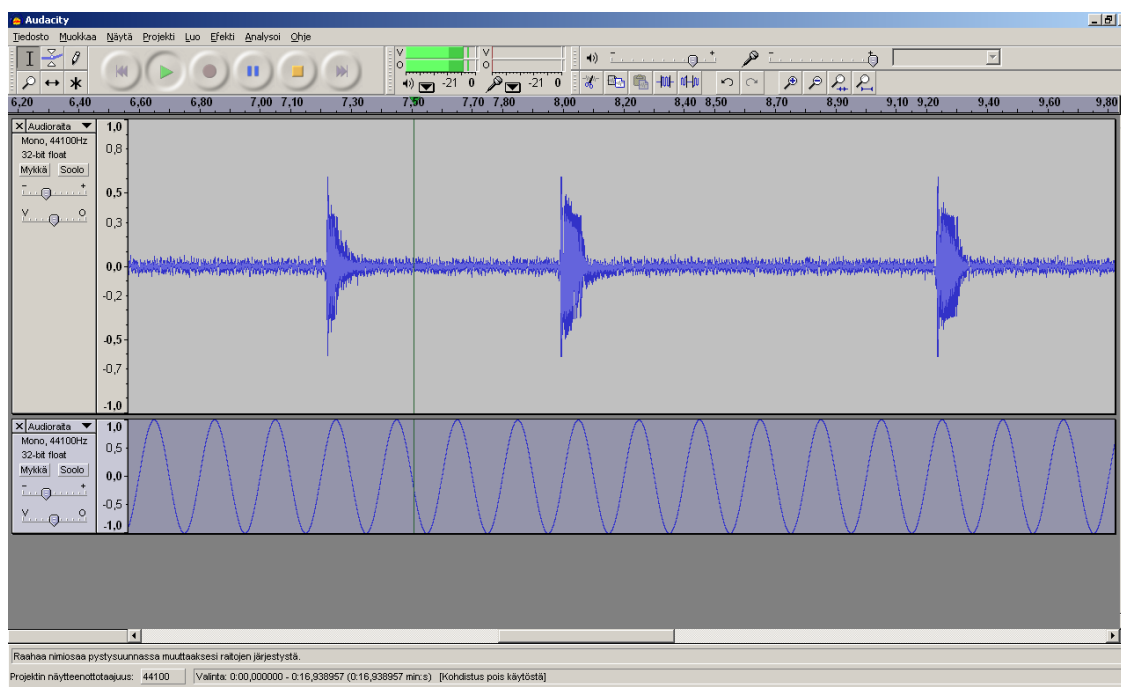 Audacity
Tiedosto Muokkaa Näytä Projekti Luo Efekti Analysoi Ohje
V
O
-21 0
V
O
-21 0
- +
- +
6,20 6,40 6,60 6,80 7,00 7,10 7,30 7,50 7,70 7,80 8,00 8,20 8,40 8,50 8,70 8,90 9,10 9,20 9,40 9,60 9,80
X Audioraita
Mono, 44100Hz
32-bit float
Mykkä Soolo
- +
V O
1,0
0,8
0,5
0,3
0,0
-0,2
-0,5
-0,7
-1,0
X Audioraita
Mono, 44100Hz
32-bit float
Mykkä Soolo
- +
V O
1,0
0,5
0,0
-0,5
-1,0
Raahaa nimiosaa pystysuunnassa muuttaaksesi raitojen järjestystä.
Projektin näytteenottotaajuus: 44100 Valinta: 0:00,000000 - 0:16,938957 (0:16,938957 min:s) [Kohdistus pois käytöstä]